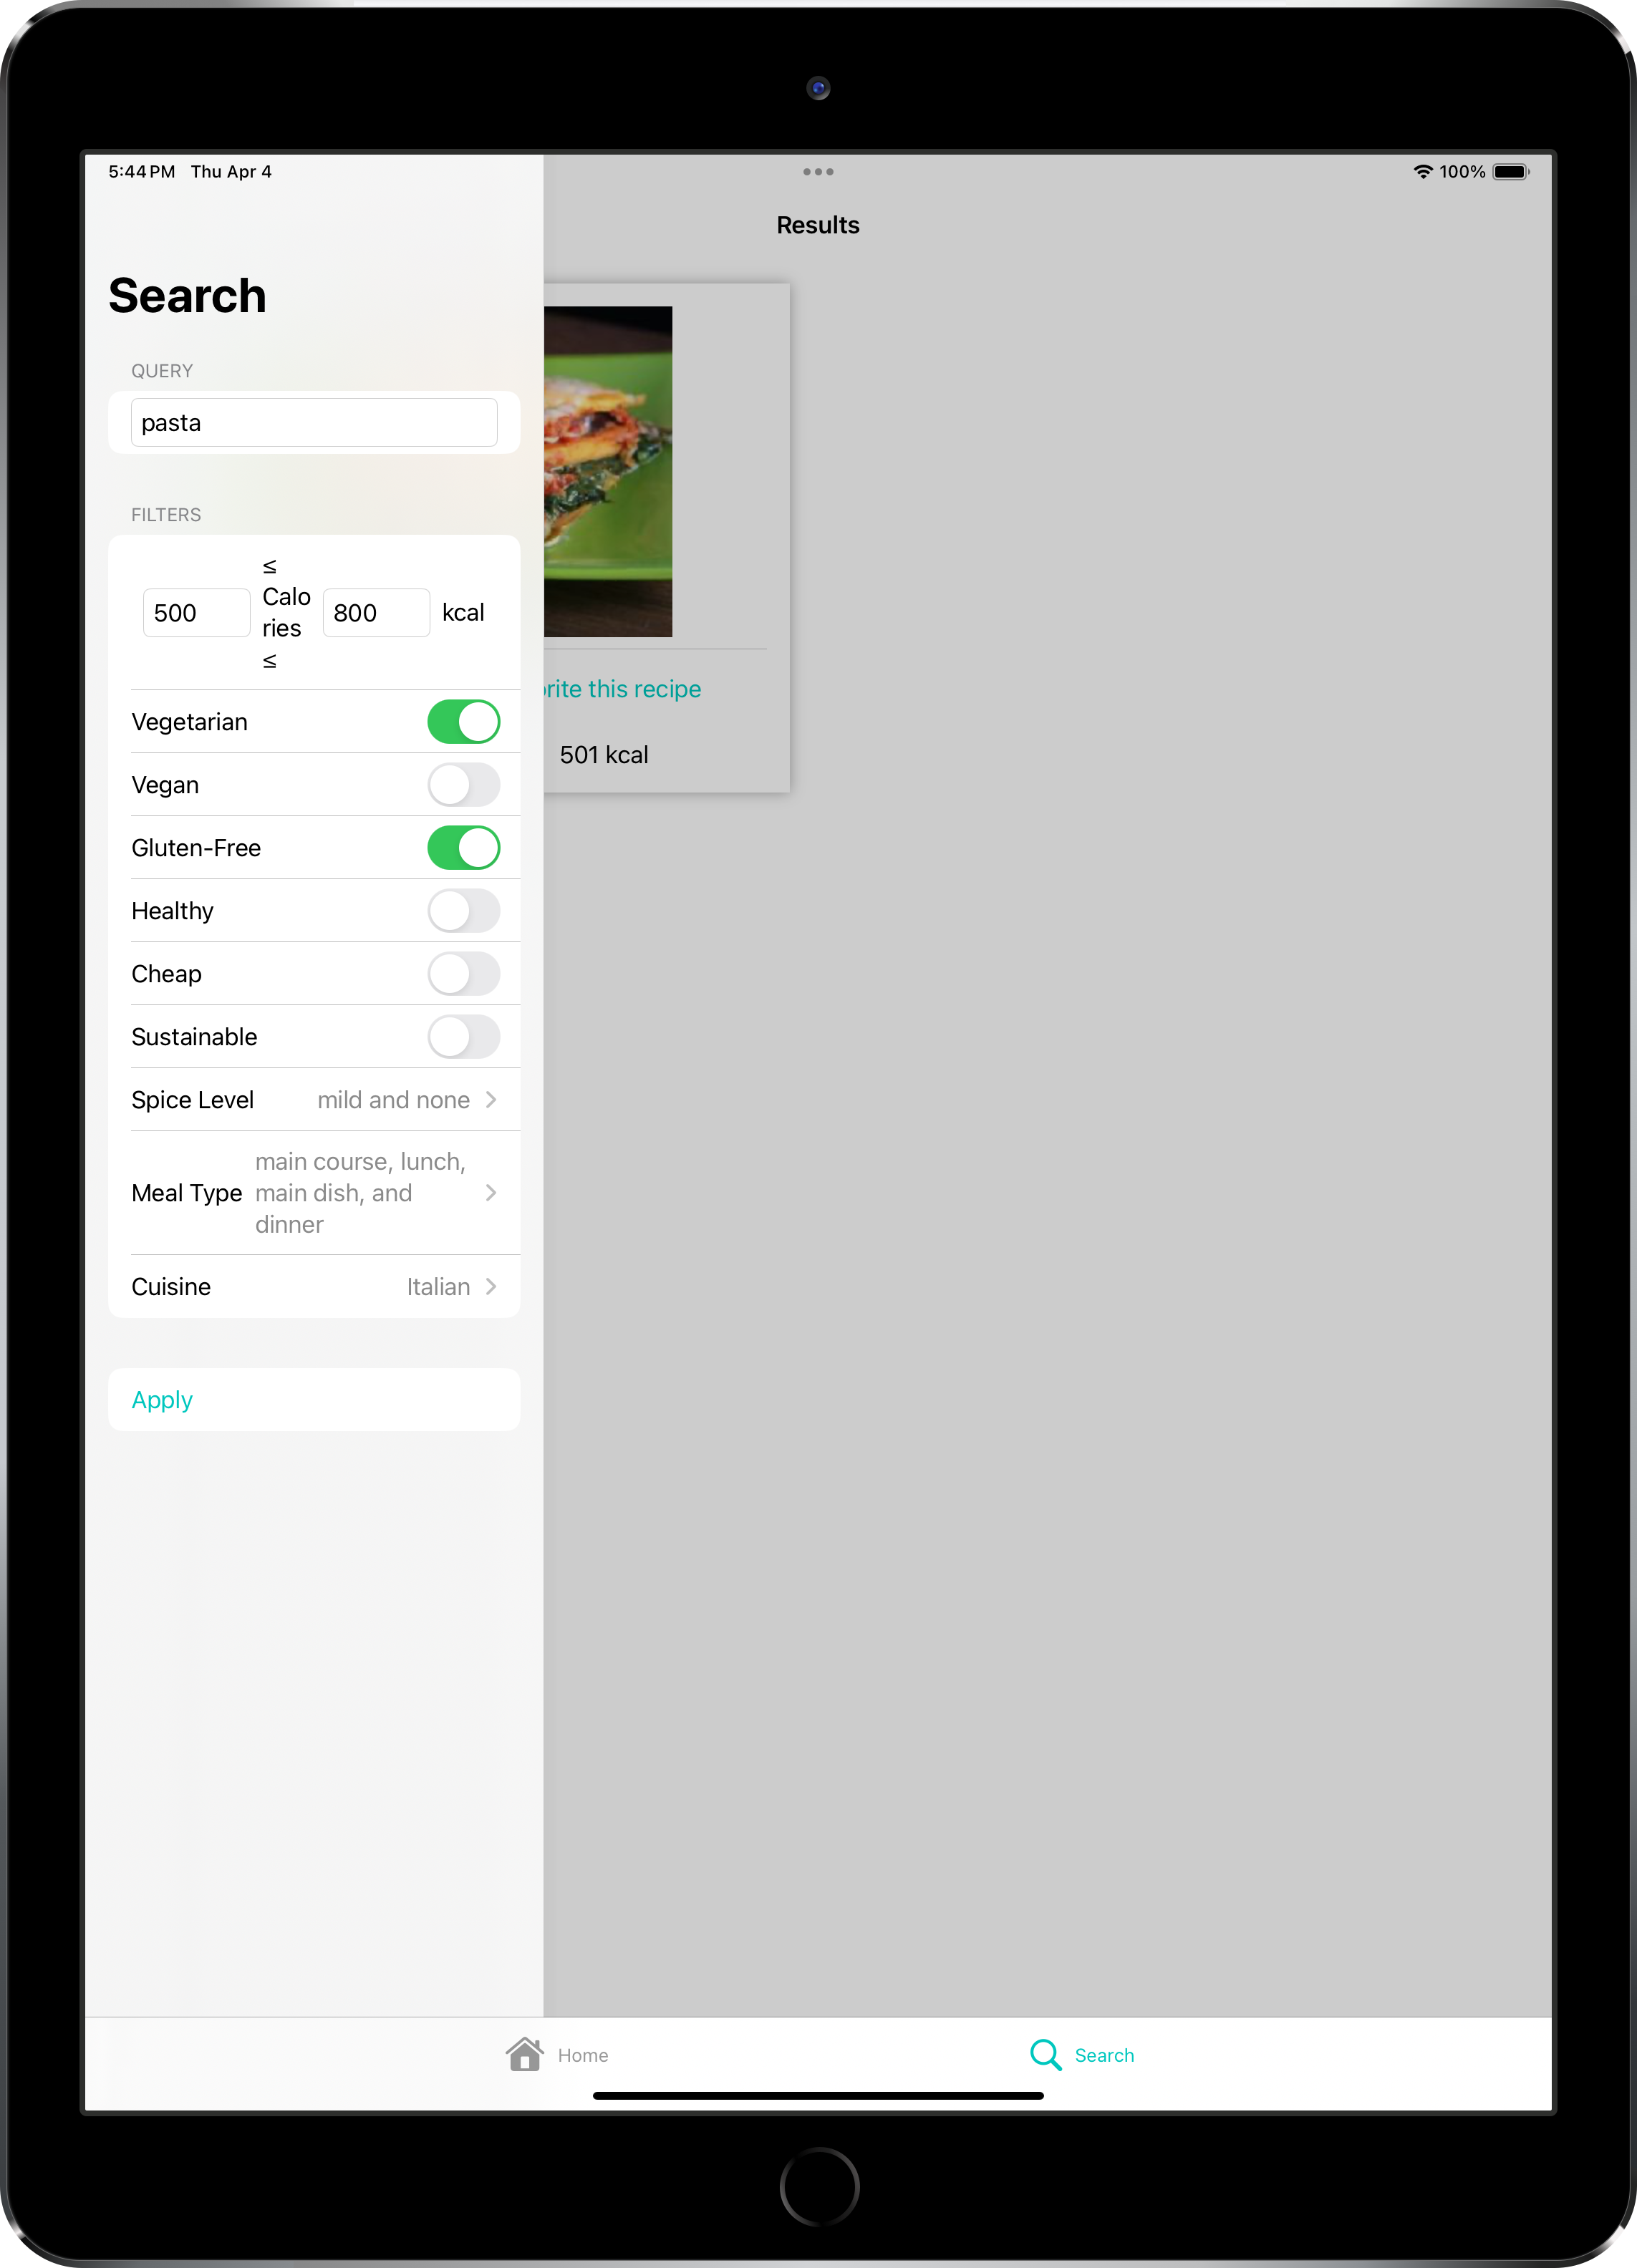 5:44 PM Thu Apr 4
100%
Results
Search
QUERY
pasta
FILTERS
500
≤
Calo
ries
≤
800
kcal
Vegetarian
Vegan
Gluten-Free
Healthy
Cheap
Sustainable
Spice Level mild and none
Meal Type
main course, lunch,
main dish, and
dinner
Cuisine Italian
Apply
rite this recipe
501 kcal
Home
Search